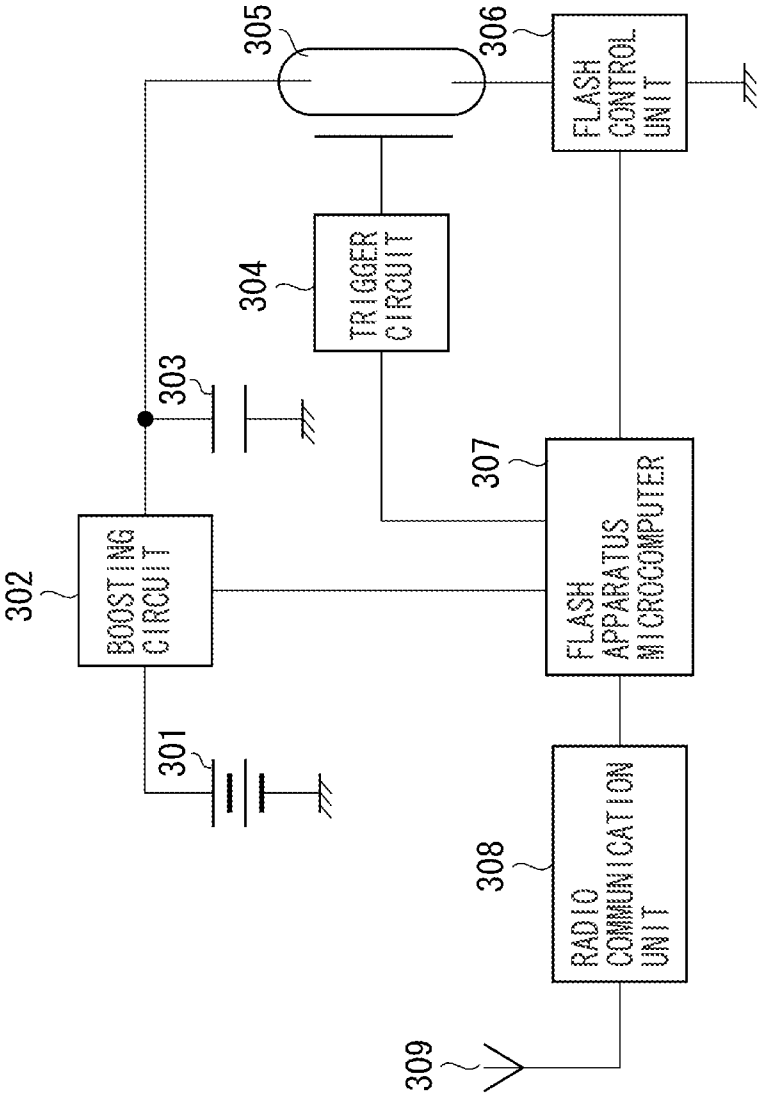 301
302
BOOSTING
CIRCUIT
303
304
TRIGGER
CIRCUIT
305
306
FLASH
CONTROL
UNIT
307
FLASH
APPARATUS
MICROCOMPUTER
308
RADIO
COMMUNICATION
UNIT
309